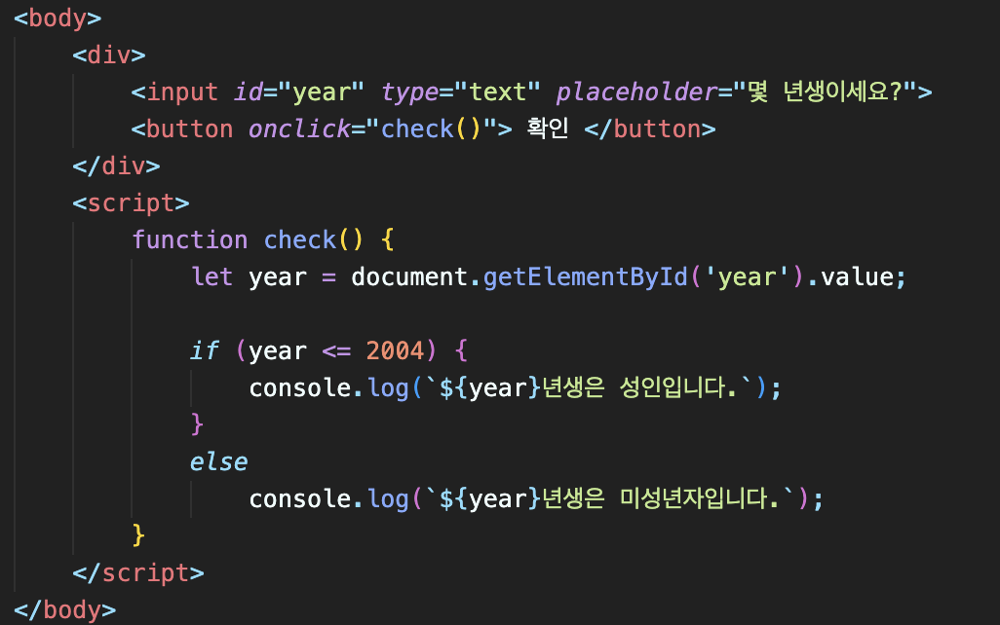 <body>
    <div>
        <input id="year" type="text" placeholder="몇 년생이세요?">
        <button onclick="check()"> 확인 </button>
    </div>
    <script>
        function check() {
            let year = document.getElementById('year').value;

            if (year <= 2004) {
                console.log(`${year}년생은 성인입니다.`);
            }
            else
                console.log(`${year}년생은 미성년자입니다.`);
        }
    </script>
</body>